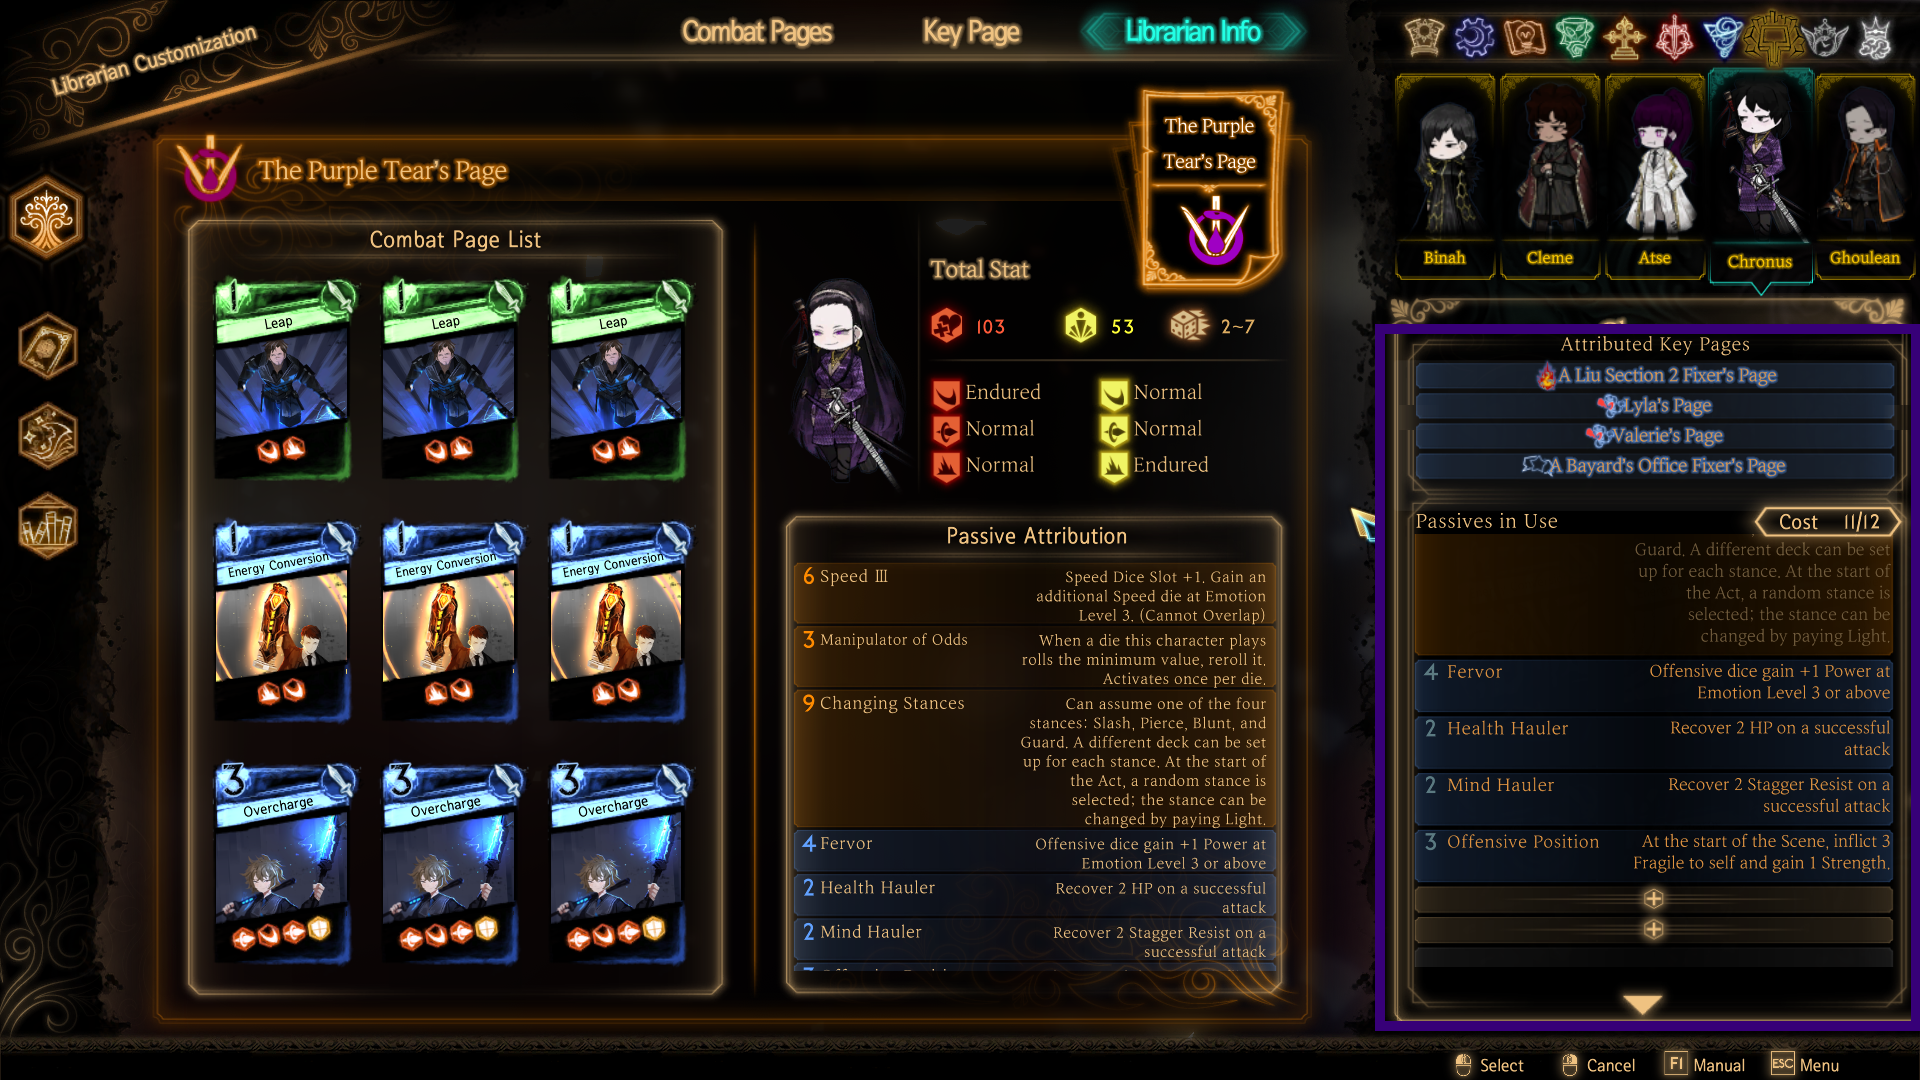 Librarian Customization
Combat Pages
Key Page
Librarian Info
The Purple Tear's Page
The Purple
Tear's Page
Combat Page List
1
Leap
1
Leap
1
Leap
1
Energy Conversion
1
Energy Conversion
1
Energy Conversion
3
Overcharge
3
Overcharge
3
Overcharge
Total Stat
103
53
2~7
Endured
Normal
Normal
Normal
Normal
Endured
Passive Attribution
6 Speed III
Speed Dice Slot +1. Gain an
additional Speed die at Emotion
Level 3. (Cannot Overlap)
3 Manipulator of Odds
When a die this character plays
rolls the minimum value, reroll it.
Activates once per die.
9 Changing Stances
Can assume one of the four
stances: Slash, Pierce, Blunt, and
Guard. A different deck can be set
up for each stance. At the start of
the Act, a random stance is
selected; the stance can be
changed by paying Light.
4 Fervor
Offensive dice gain +1 Power at
Emotion Level 3 or above
2 Health Hauler
Recover 2 HP on a successful
attack
2 Mind Hauler
Recover 2 Stagger Resist on a
successful attack
Binah
Cleme
Atse
Chronus
Ghoulean
Attributed Key Pages
A Liu Section 2 Fixer's Page
Lyla's Page
Valerie's Page
A Bayard's Office Fixer's Page
Passives in Use
Cost 11/12
Guard. A different deck can be set
up for each stance. At the start of
the Act, a random stance is
selected; the stance can be
changed by paying Light.
4 Fervor
Offensive dice gain +1 Power at
Emotion Level 3 or above
2 Health Hauler
Recover 2 HP on a successful
attack
2 Mind Hauler
Recover 2 Stagger Resist on a
successful attack
3 Offensive Position
At the start of the Scene, inflict 3
Fragile to self and gain 1 Strength.
Select
Cancel
F1 Manual
ESC Menu